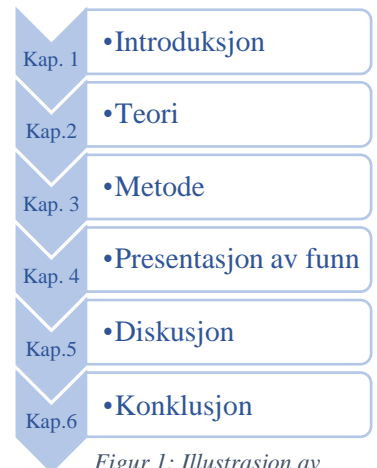 Kap. 1 •Introduksjon
Kap.2 •Teori
Kap. 3 •Metode
Kap. 4 •Presentasjon av funn
Kap.5 •Diskusjon
Kap.6 •Konklusjon
Figur 1: Illustrasjon av